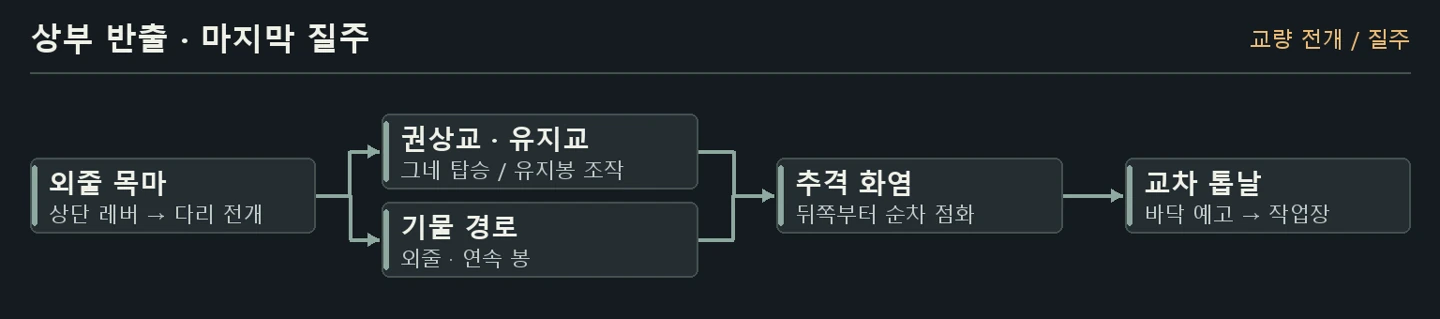 상부 반출 · 마지막 질주
교량 전개 / 질주
외줄 목마
상단 레버 → 다리 전개
권상교 · 유지교
그네 탑승 / 유지봉 조작
기물 경로
외줄 · 연속 봉
추격 화염
뒤쪽부터 순차 점화
교차 톱날
바닥 예고 → 작업장